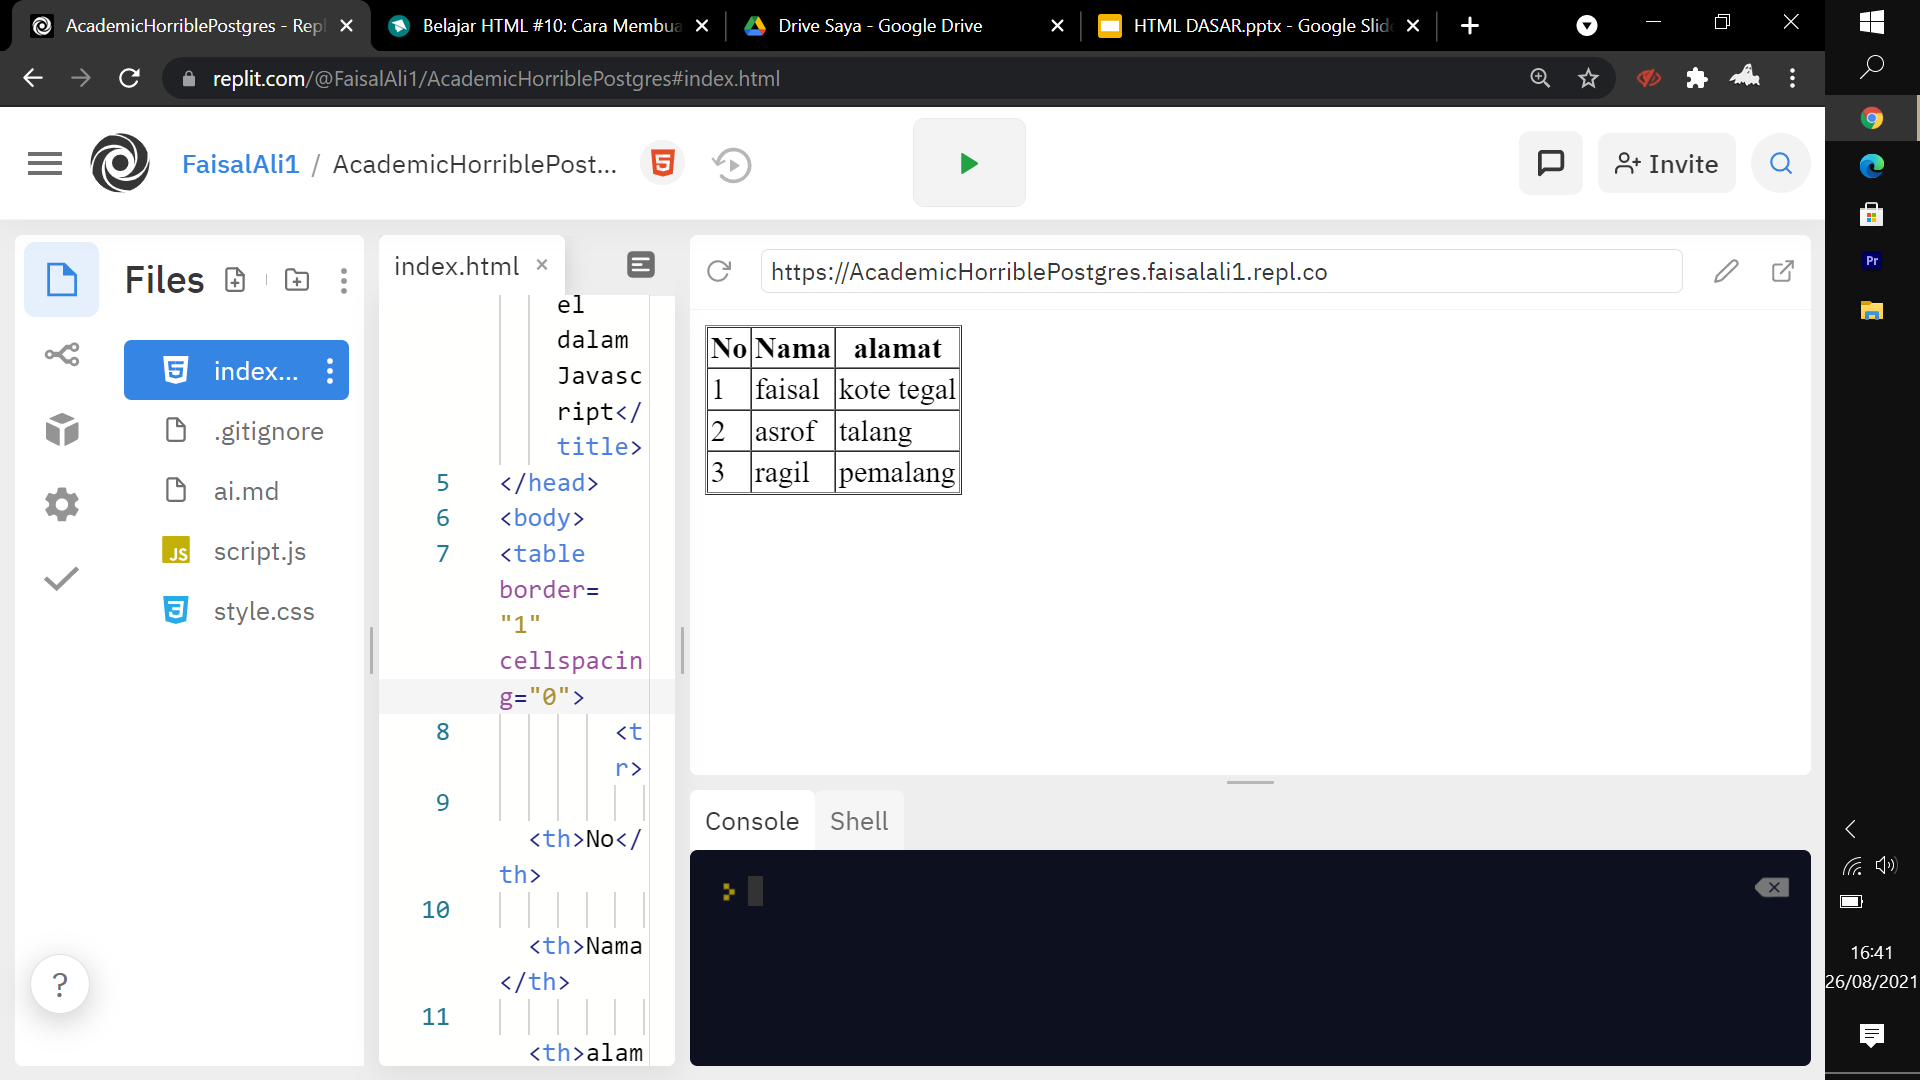 AcademicHorriblePostgres - Repl
Belajar HTML #10: Cara Membua
Drive Saya - Google Drive
HTML DASAR.pptx - Google Slide
replit.com/@FaisalAli1/AcademicHorriblePostgres#index.html
FaisalAli1 / AcademicHorriblePost...
5
Invite
Files
index...
.gitignore
ai.md
JS script.js
style.css
?
index.html
el
dalam
Javasc
ript</
title>
5 </head>
6 <body>
7 <table
border=
"1"
cellspacin
g="0">
8 <t
r>
9
<th>No</
th>
10
<th>Nama
</th>
11
<th>alam
https://AcademicHorriblePostgres.faisalali1.repl.co
No Nama alamat
1 faisal kote tegal
2 asrof talang
3 ragil pemalang
Console Shell
Pr
16:41
26/08/2021